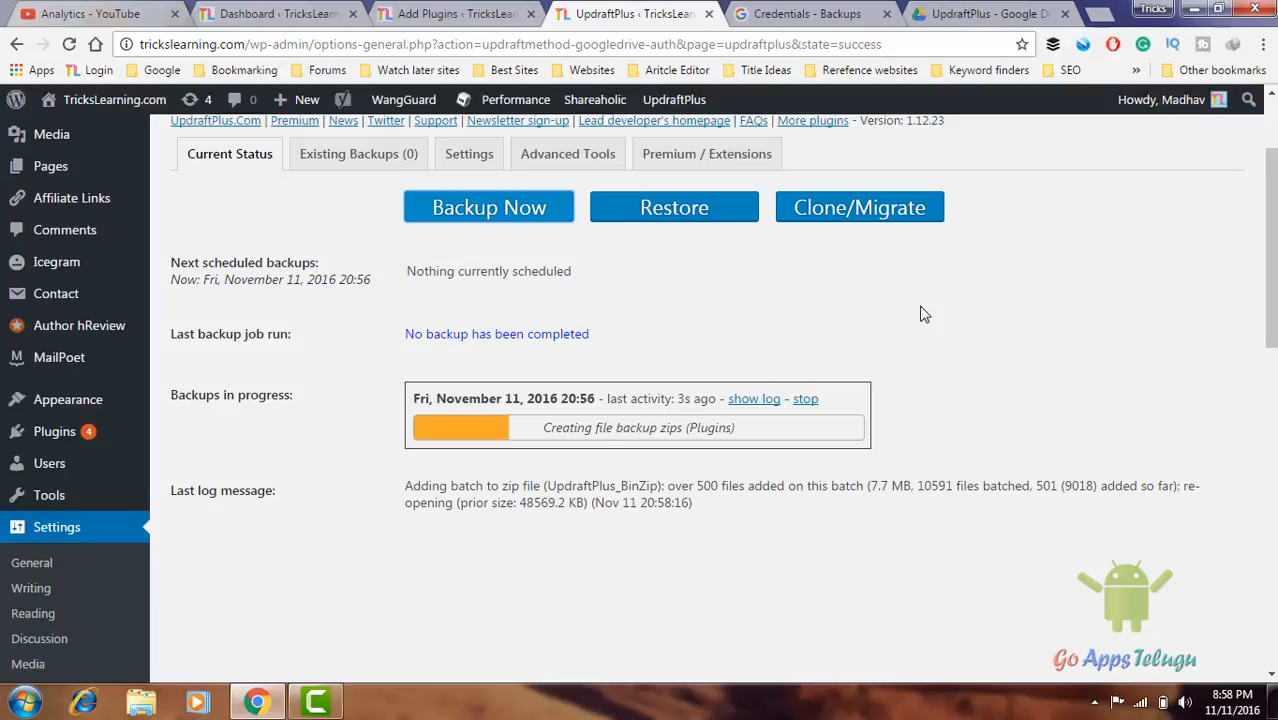 Analytics - YouTube
Dashboard ‹ TricksLearn
Add Plugins ‹ TricksLe
UpdraftPlus ‹ TricksLear
Credentials - Backups
UpdraftPlus - Google D
Tricks
trickslearning.com/wp-admin/options-general.php?action=updraftmethod-googledrive-auth&page=updraftplus&state=success
Apps Login Google Bookmarking Forums Watch later sites Best Sites Websites Aritcle Editor Title Ideas Rerefence websites Keyword finders SEO » Other bookmarks
TricksLearning.com 4 0 New WangGuard Performance Shareaholic UpdraftPlus Howdy, Madhav
UpdraftPlus.Com | Premium | News | Twitter | Support | Newsletter sign-up | Lead developer's homepage | FAQs | More plugins - Version: 1.12.23
Current Status Existing Backups (0) Settings Advanced Tools Premium / Extensions
Backup Now Restore Clone/Migrate
Next scheduled backups:
Now: Fri, November 11, 2016 20:56
Nothing currently scheduled
Last backup job run:
No backup has been completed
Backups in progress:
Fri, November 11, 2016 20:56 - last activity: 3s ago - show log - stop
Creating file backup zips (Plugins)
Last log message:
Adding batch to zip file (UpdraftPlus_BinZip): over 500 files added on this batch (7.7 MB, 10591 files batched, 501 (9018) added so far); re-
opening (prior size: 48569.2 KB) (Nov 11 20:58:16)
Media
Pages
Affiliate Links
Comments
Icegram
Contact
Author hReview
MailPoet
Appearance
Plugins 4
Users
Tools
Settings
General
Writing
Reading
Discussion
Media
Go AppsTelugu
8:58 PM
11/11/2016